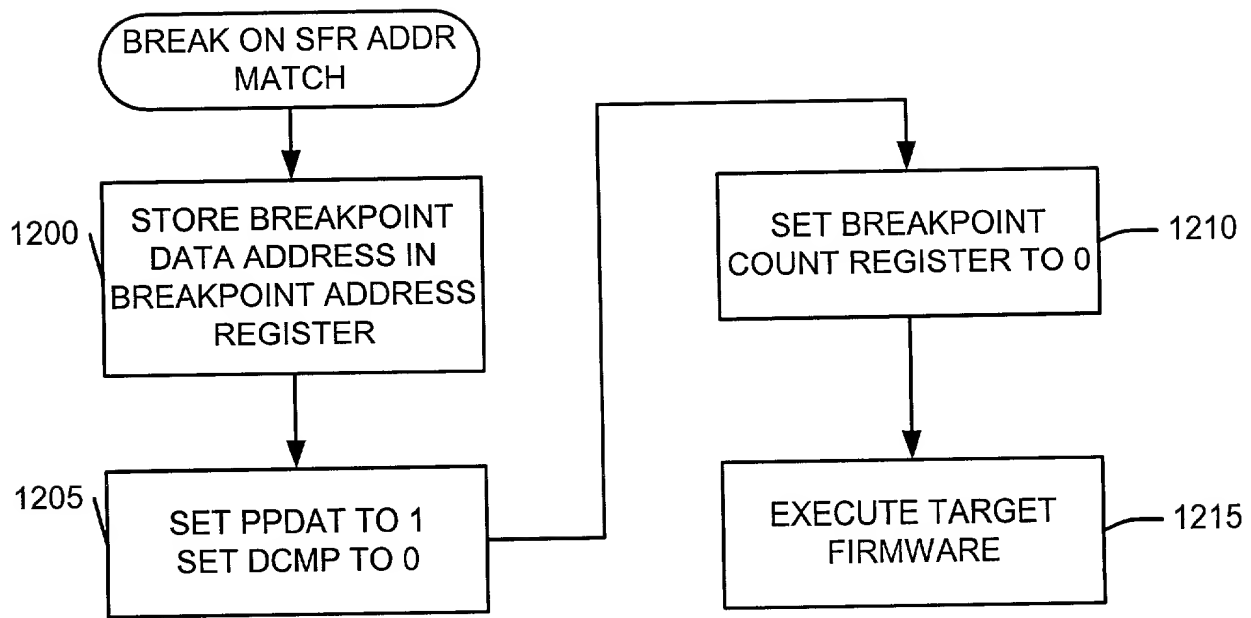 BREAK ON SFR ADDR
MATCH
1200
STORE BREAKPOINT
DATA ADDRESS IN
BREAKPOINT ADDRESS
REGISTER
1205
SET PPDAT TO 1
SET DCMP TO 0
SET BREAKPOINT
COUNT REGISTER TO 0
1210
EXECUTE TARGET
FIRMWARE
1215